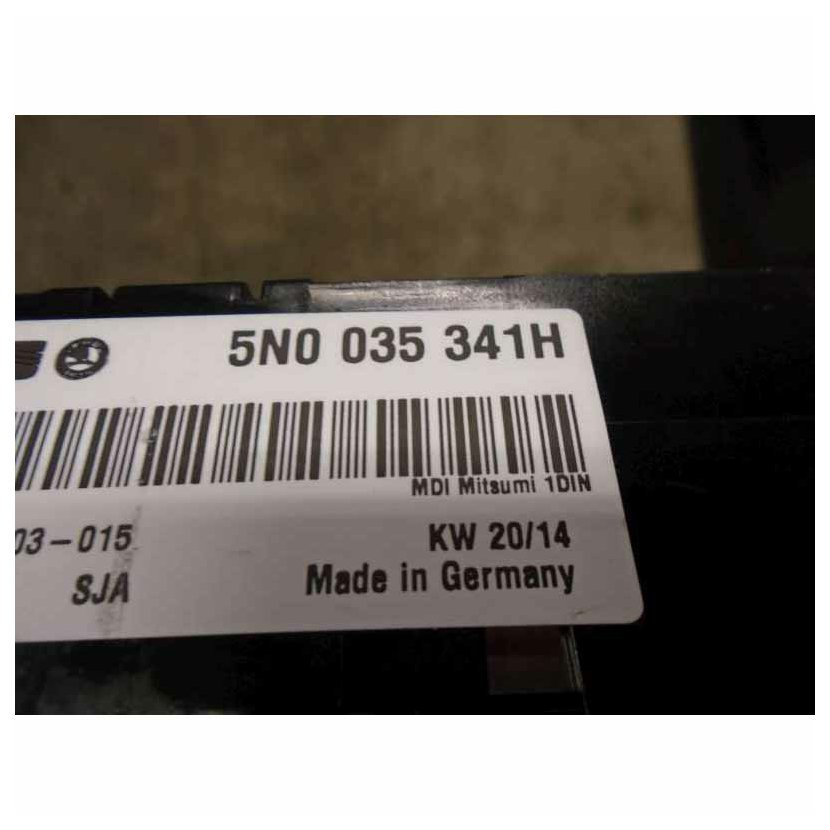 5N0 035 341H
MDI Mitsumi 1DIN
03-015
KW 20/14
SJA
Made in Germany